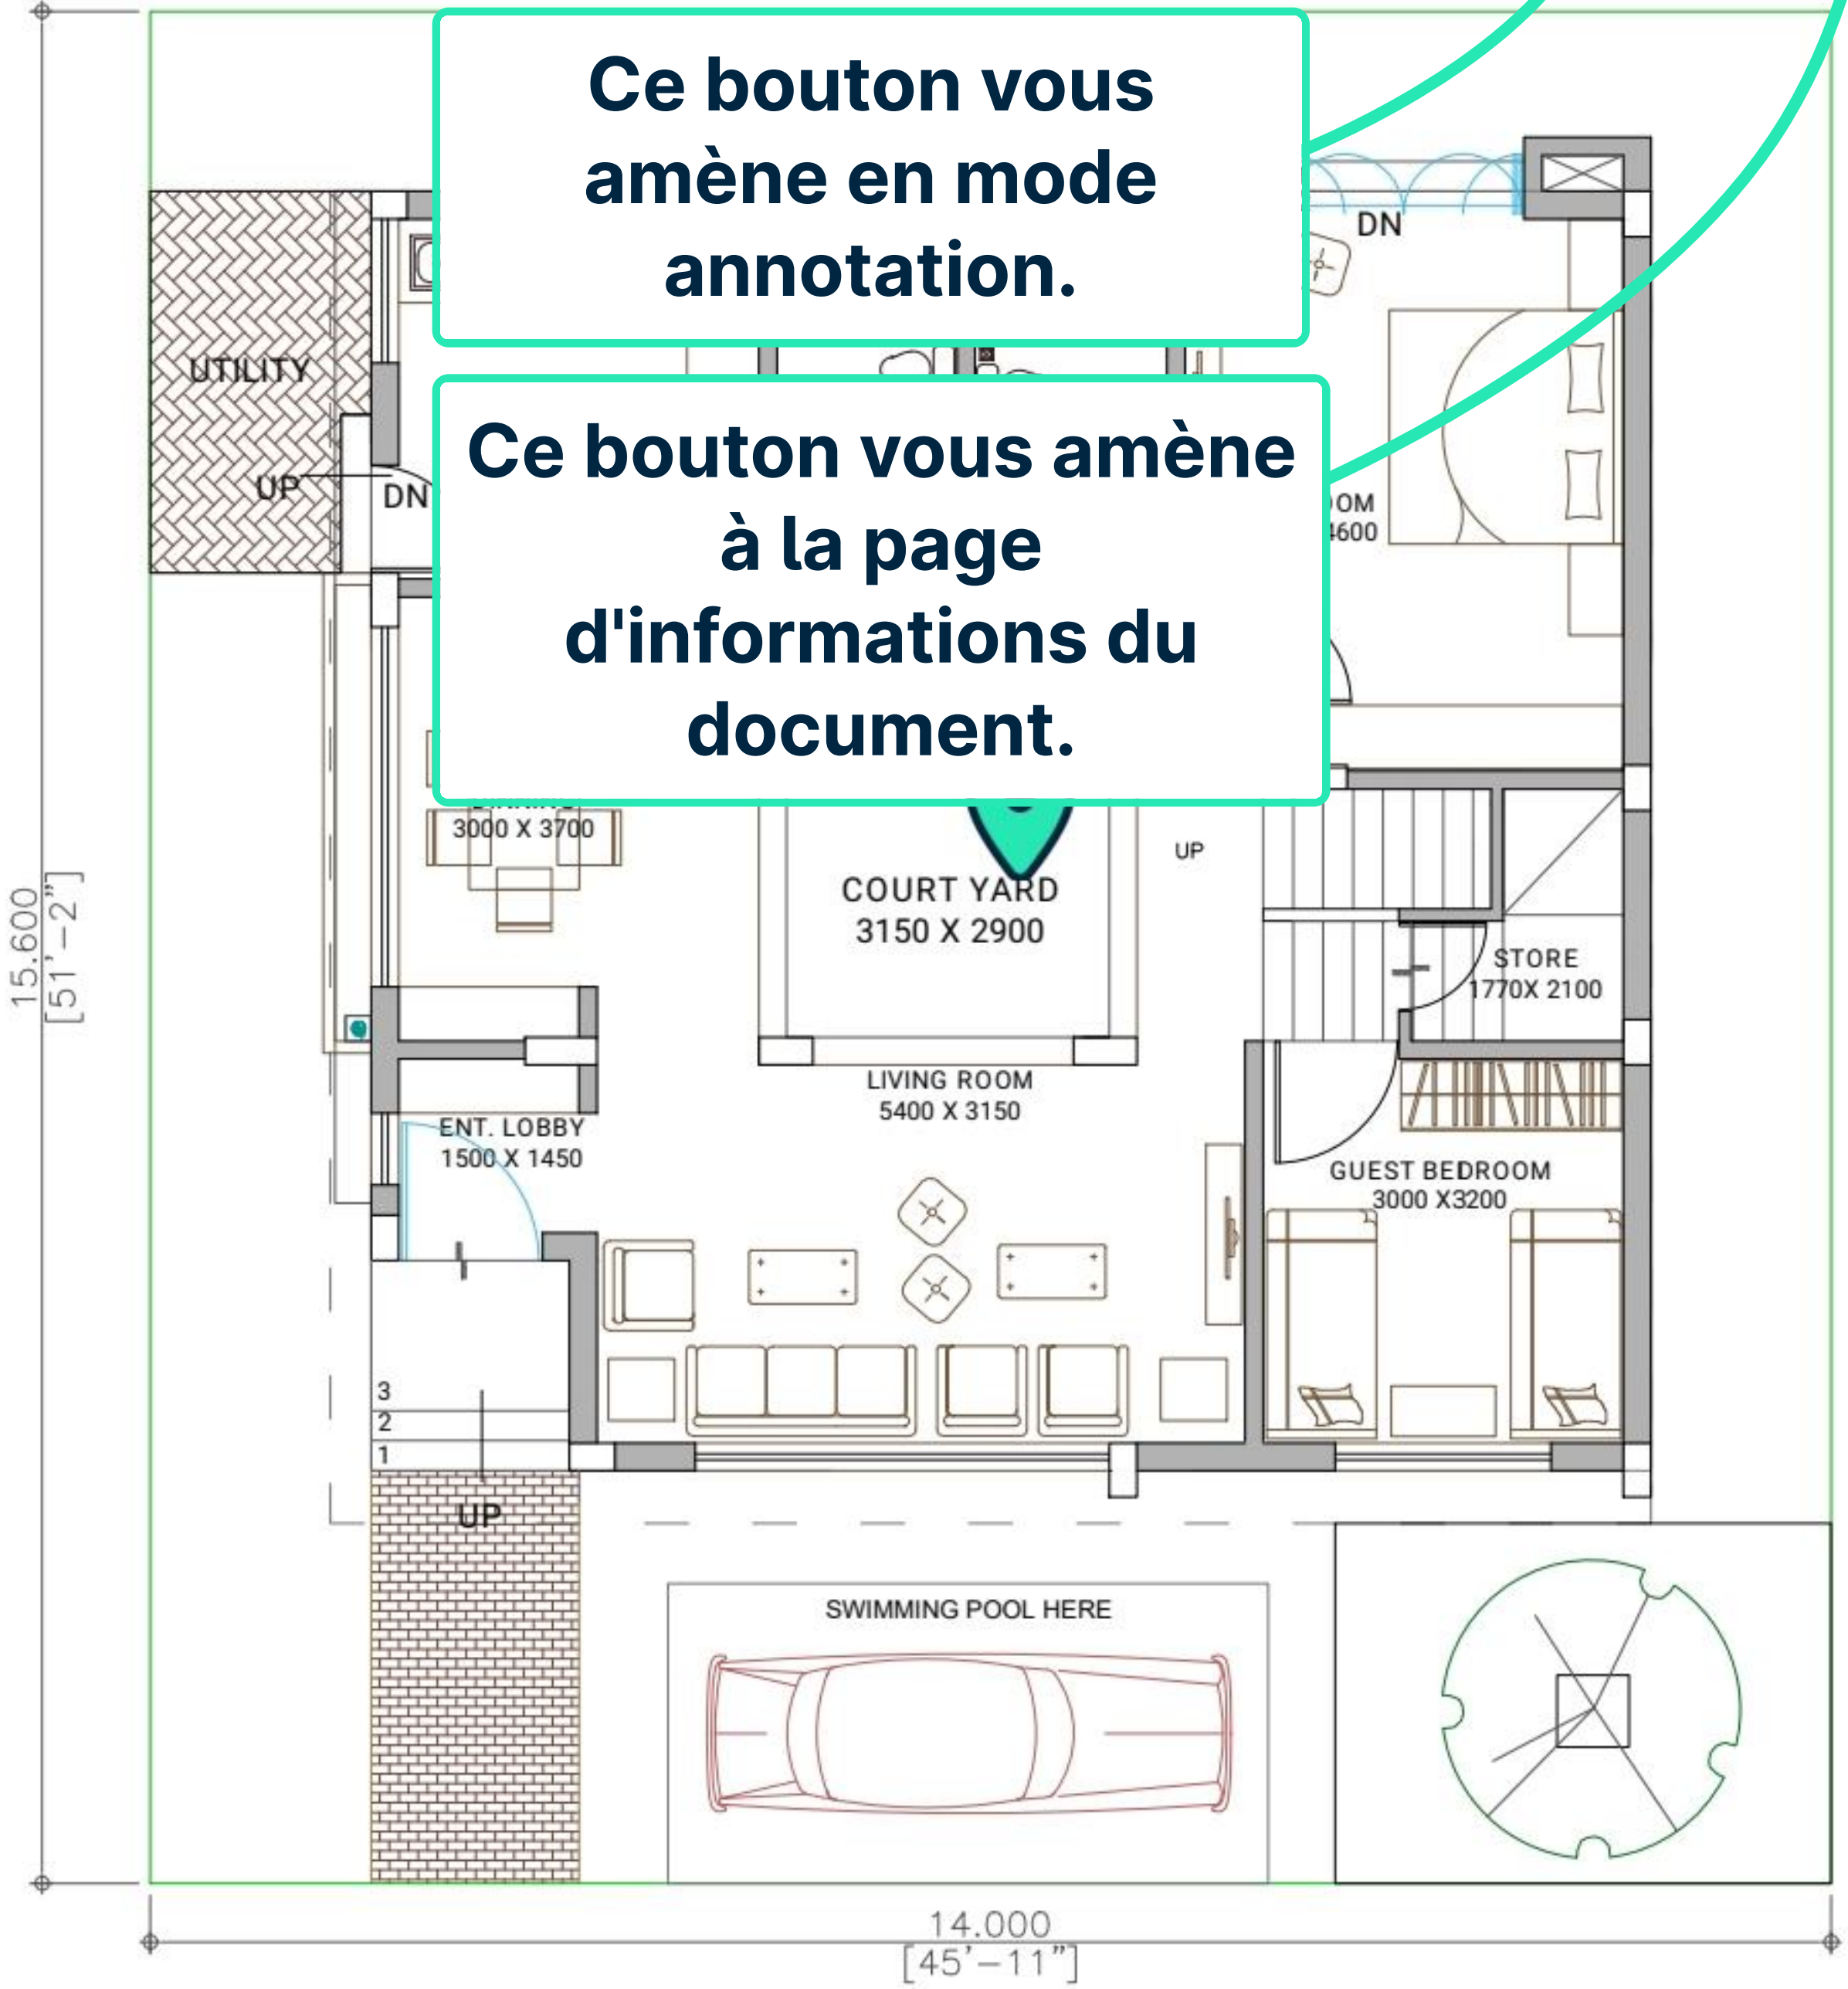 Ce bouton vous
amène en mode
annotation.
DN
UTILITY
Ce bouton vous amène
à la page
d'informations du
document.
UP
DN
OM
4600
3000 X 3700
UP
COURT YARD
3150 X 2900
15.600
[51'-2"]
STORE
1770X 2100
LIVING ROOM
5400 X 3150
ENT. LOBBY
1500 X 1450
GUEST BEDROOM
3000 X3200
3
2
1
UP
SWIMMING POOL HERE
14.000
[45'-11"]